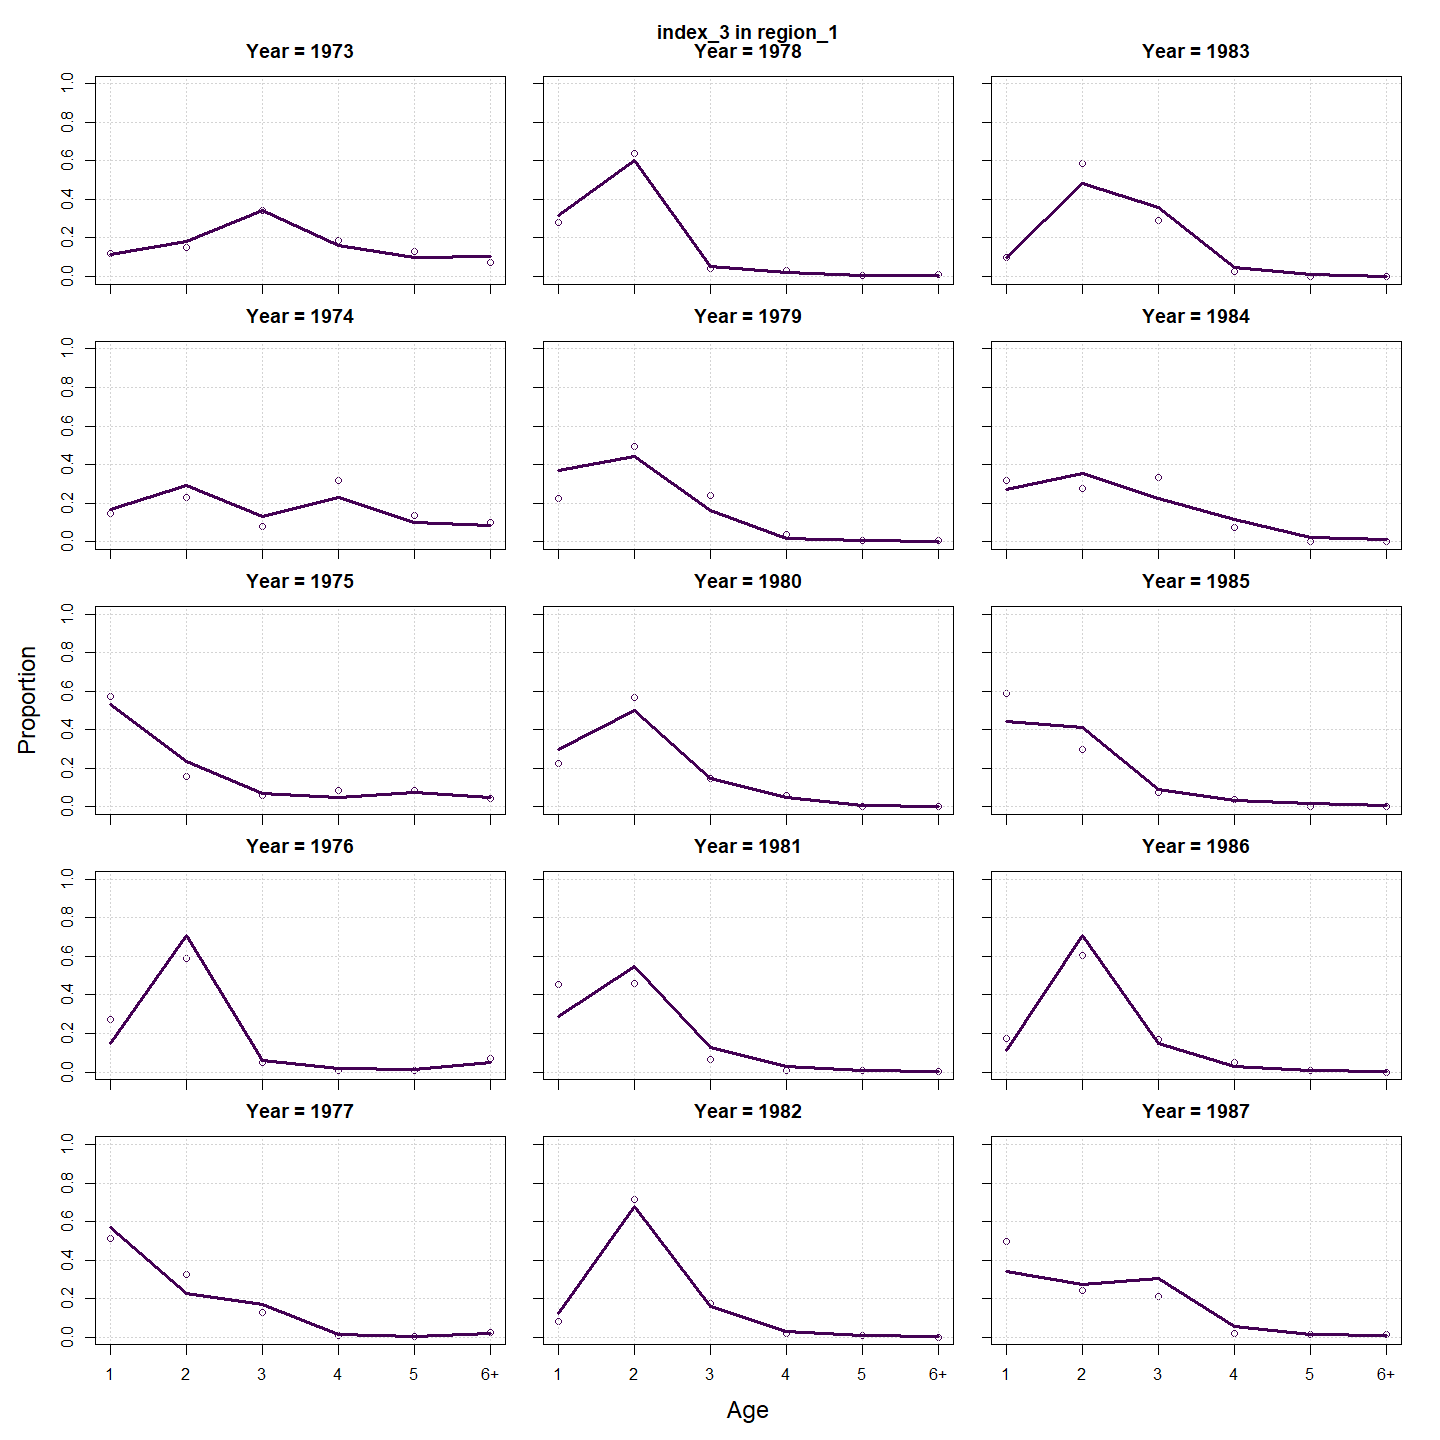 index_3 in region_1
Year = 1973
Year = 1978
Year = 1983
0.0 0.2 0.4 0.6 0.8 1.0
Year = 1974
Year = 1979
Year = 1984
0.0 0.2 0.4 0.6 0.8 1.0
Year = 1975
Year = 1980
Year = 1985
0.0 0.2 0.4 0.6 0.8 1.0
Proportion
Year = 1976
Year = 1981
Year = 1986
0.0 0.2 0.4 0.6 0.8 1.0
Year = 1977
Year = 1982
Year = 1987
0.0 0.2 0.4 0.6 0.8 1.0
1 2 3 4 5 6+
1 2 3 4 5 6+
1 2 3 4 5 6+
Age